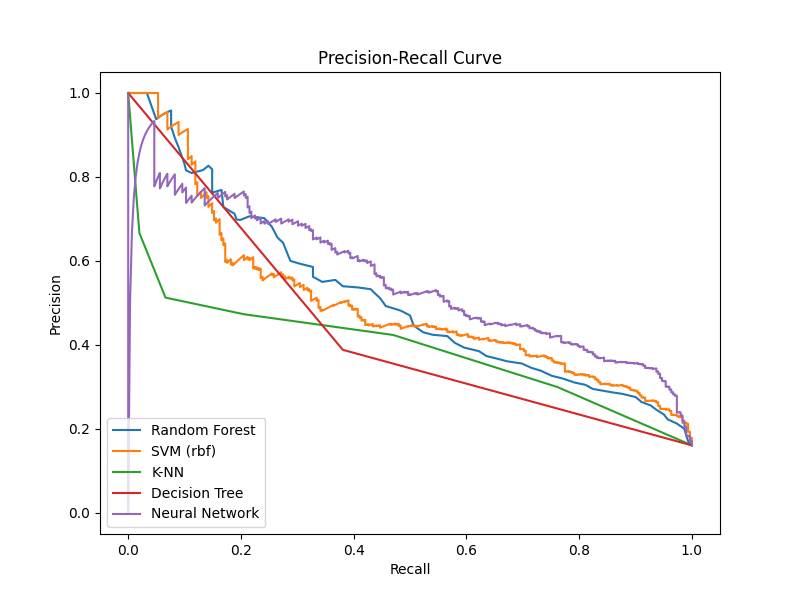 Precision-Recall Curve
Precision
1.0
0.8
0.6
0.4
0.2
0.0
Random Forest
SVM (rbf)
K-NN
Decision Tree
Neural Network
0.0 0.2 0.4 0.6 0.8 1.0
Recall